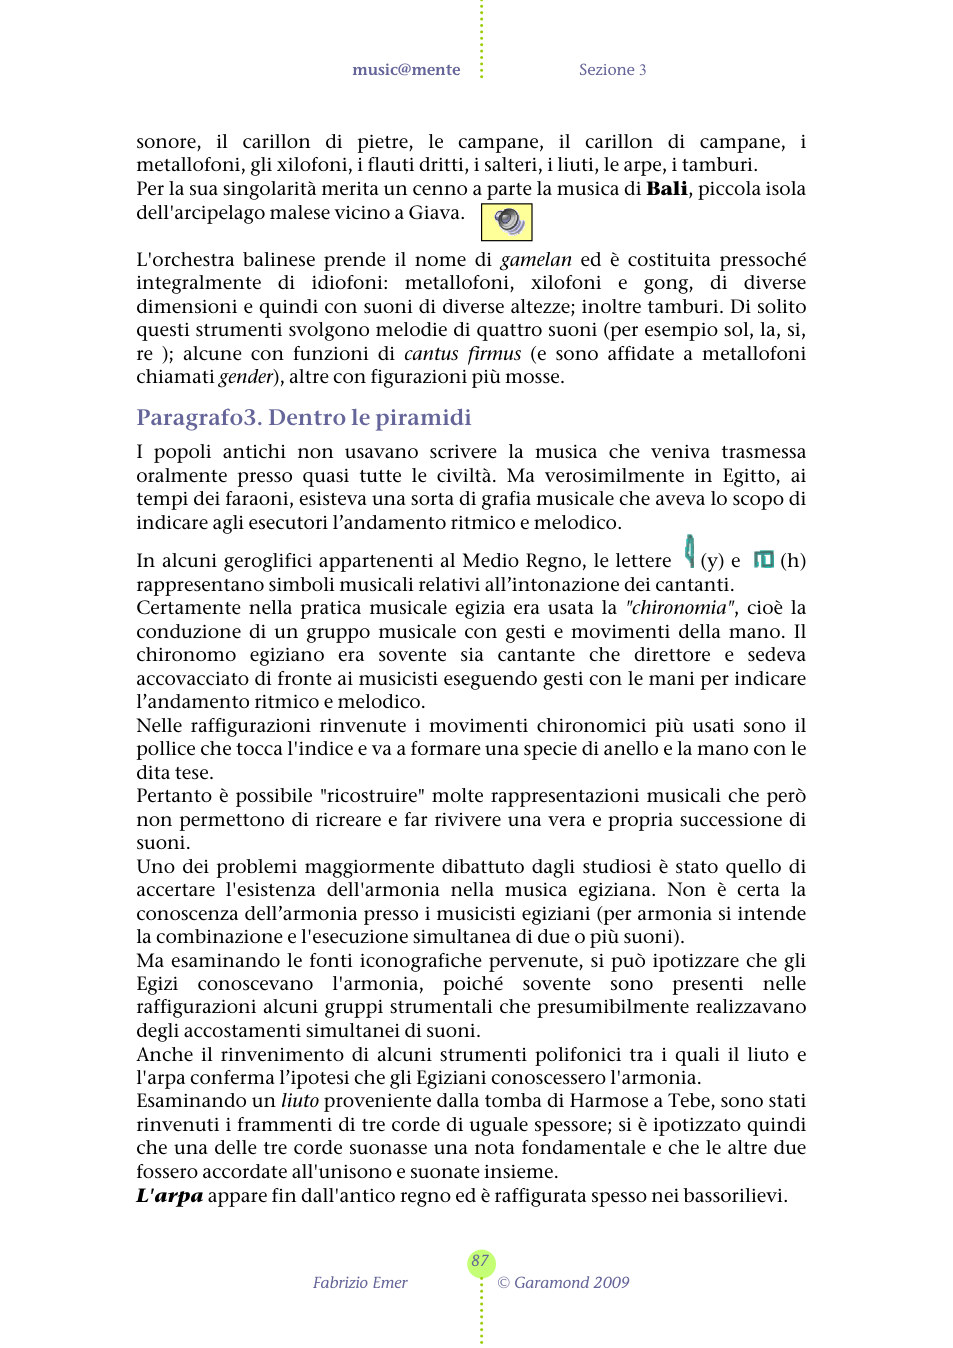 music@mente Sezione 3
sonore, il carillon di pietre, le campane, il carillon di campane, i
metallofoni, gli xilofoni, i flauti dritti, i salteri, i liuti, le arpe, i tamburi.
Per la sua singolarità merita un cenno a parte la musica di Bali, piccola isola
dell'arcipelago malese vicino a Giava.
L'orchestra balinese prende il nome di gamelan ed è costituita pressoché
integralmente di idiofoni: metallofoni, xilofoni e gong, di diverse
dimensioni e quindi con suoni di diverse altezze; inoltre tamburi. Di solito
questi strumenti svolgono melodie di quattro suoni (per esempio sol, la, si,
re ); alcune con funzioni di cantus firmus (e sono affidate a metallofoni
chiamati gender), altre con figurazioni più mosse.
Paragrafo3. Dentro le piramidi
I popoli antichi non usavano scrivere la musica che veniva trasmessa
oralmente presso quasi tutte le civiltà. Ma verosimilmente in Egitto, ai
tempi dei faraoni, esisteva una sorta di grafia musicale che aveva lo scopo di
indicare agli esecutori l’andamento ritmico e melodico.
In alcuni geroglifici appartenenti al Medio Regno, le lettere (y) e (h)
rappresentano simboli musicali relativi all’intonazione dei cantanti.
Certamente nella pratica musicale egizia era usata la "chironomia", cioè la
conduzione di un gruppo musicale con gesti e movimenti della mano. Il
chironomo egiziano era sovente sia cantante che direttore e sedeva
accovacciato di fronte ai musicisti eseguendo gesti con le mani per indicare
l’andamento ritmico e melodico.
Nelle raffigurazioni rinvenute i movimenti chironomici più usati sono il
pollice che tocca l'indice e va a formare una specie di anello e la mano con le
dita tese.
Pertanto è possibile "ricostruire" molte rappresentazioni musicali che però
non permettono di ricreare e far rivivere una vera e propria successione di
suoni.
Uno dei problemi maggiormente dibattuto dagli studiosi è stato quello di
accertare l'esistenza dell'armonia nella musica egiziana. Non è certa la
conoscenza dell’armonia presso i musicisti egiziani (per armonia si intende
la combinazione e l'esecuzione simultanea di due o più suoni).
Ma esaminando le fonti iconografiche pervenute, si può ipotizzare che gli
Egizi conoscevano l'armonia, poiché sovente sono presenti nelle
raffigurazioni alcuni gruppi strumentali che presumibilmente realizzavano
degli accostamenti simultanei di suoni.
Anche il rinvenimento di alcuni strumenti polifonici tra i quali il liuto e
l'arpa conferma l’ipotesi che gli Egiziani conoscessero l'armonia.
Esaminando un liuto proveniente dalla tomba di Harmose a Tebe, sono stati
rinvenuti i frammenti di tre corde di uguale spessore; si è ipotizzato quindi
che una delle tre corde suonasse una nota fondamentale e che le altre due
fossero accordate all'unisono e suonate insieme.
L'arpa appare fin dall'antico regno ed è raffigurata spesso nei bassorilievi.
87
Fabrizio Emer © Garamond 2009